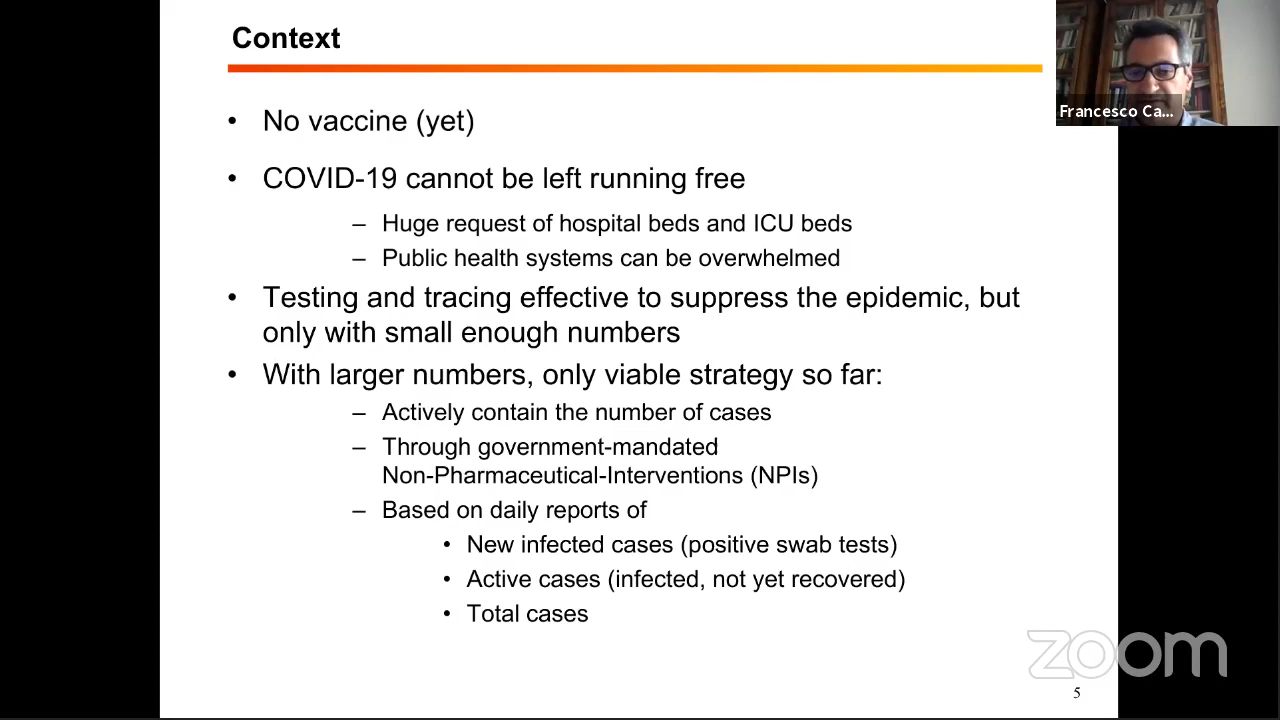 Context
• No vaccine (yet)
• COVID-19 cannot be left running free
– Huge request of hospital beds and ICU beds
– Public health systems can be overwhelmed
• Testing and tracing effective to suppress the epidemic, but
only with small enough numbers
• With larger numbers, only viable strategy so far:
– Actively contain the number of cases
– Through government-mandated
Non-Pharmaceutical-Interventions (NPIs)
– Based on daily reports of
• New infected cases (positive swab tests)
• Active cases (infected, not yet recovered)
• Total cases
5
Francesco Ca...
zoom